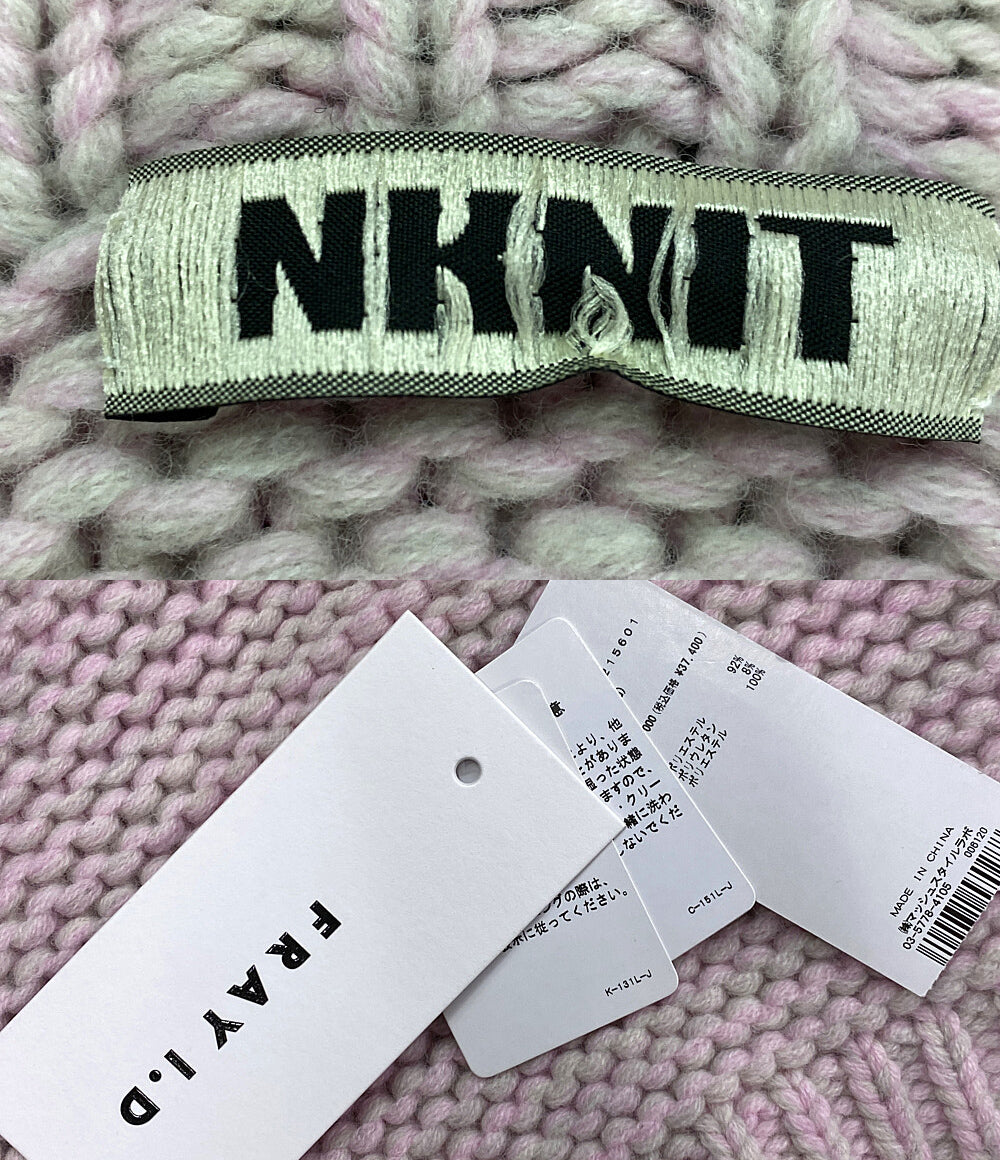 NKNIT
FRAY I.D
215601
000 (税込価格 ¥37,400)
92%
8%
100%
ポリエステル
ポリウレタン
ポリエステル
MADE IN CHINA
㈱マッシュスタイルラボ
03-5778-4105 006120
より、他
がありま
湿った状態
ますので、
・クリー
緒に洗わ
ないでくだ
C-151L-J
グの際は、
に従ってください。
K-131L-J